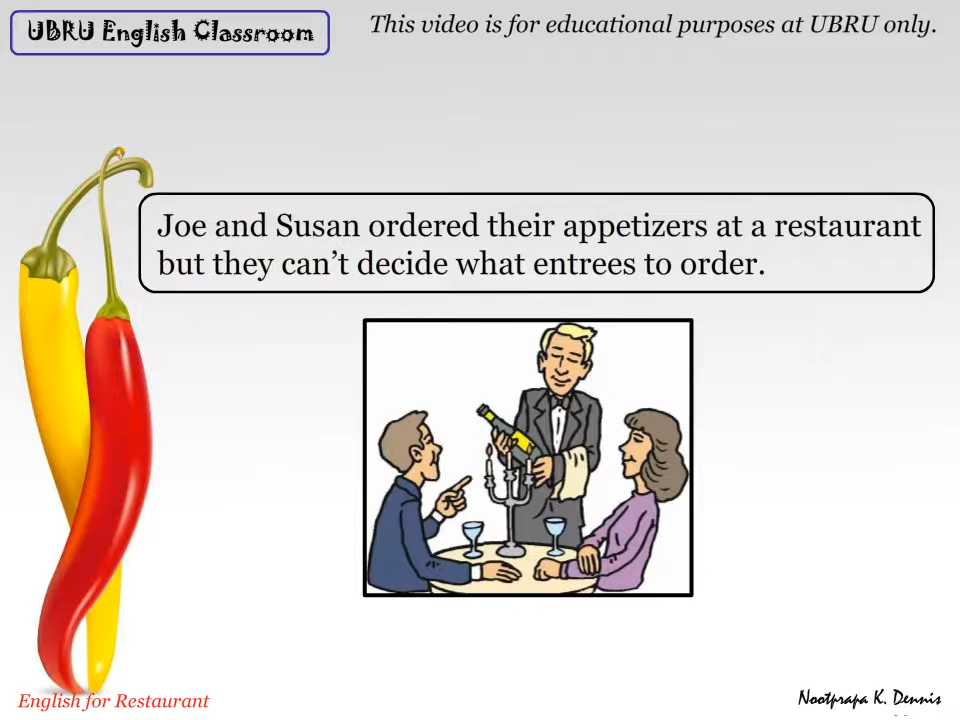 UBRU English Classroom
This video is for educational purposes at UBRU only.
Joe and Susan ordered their appetizers at a restaurant
but they can’t decide what entrees to order.
English for Restaurant
Nootprapa K. Dennis